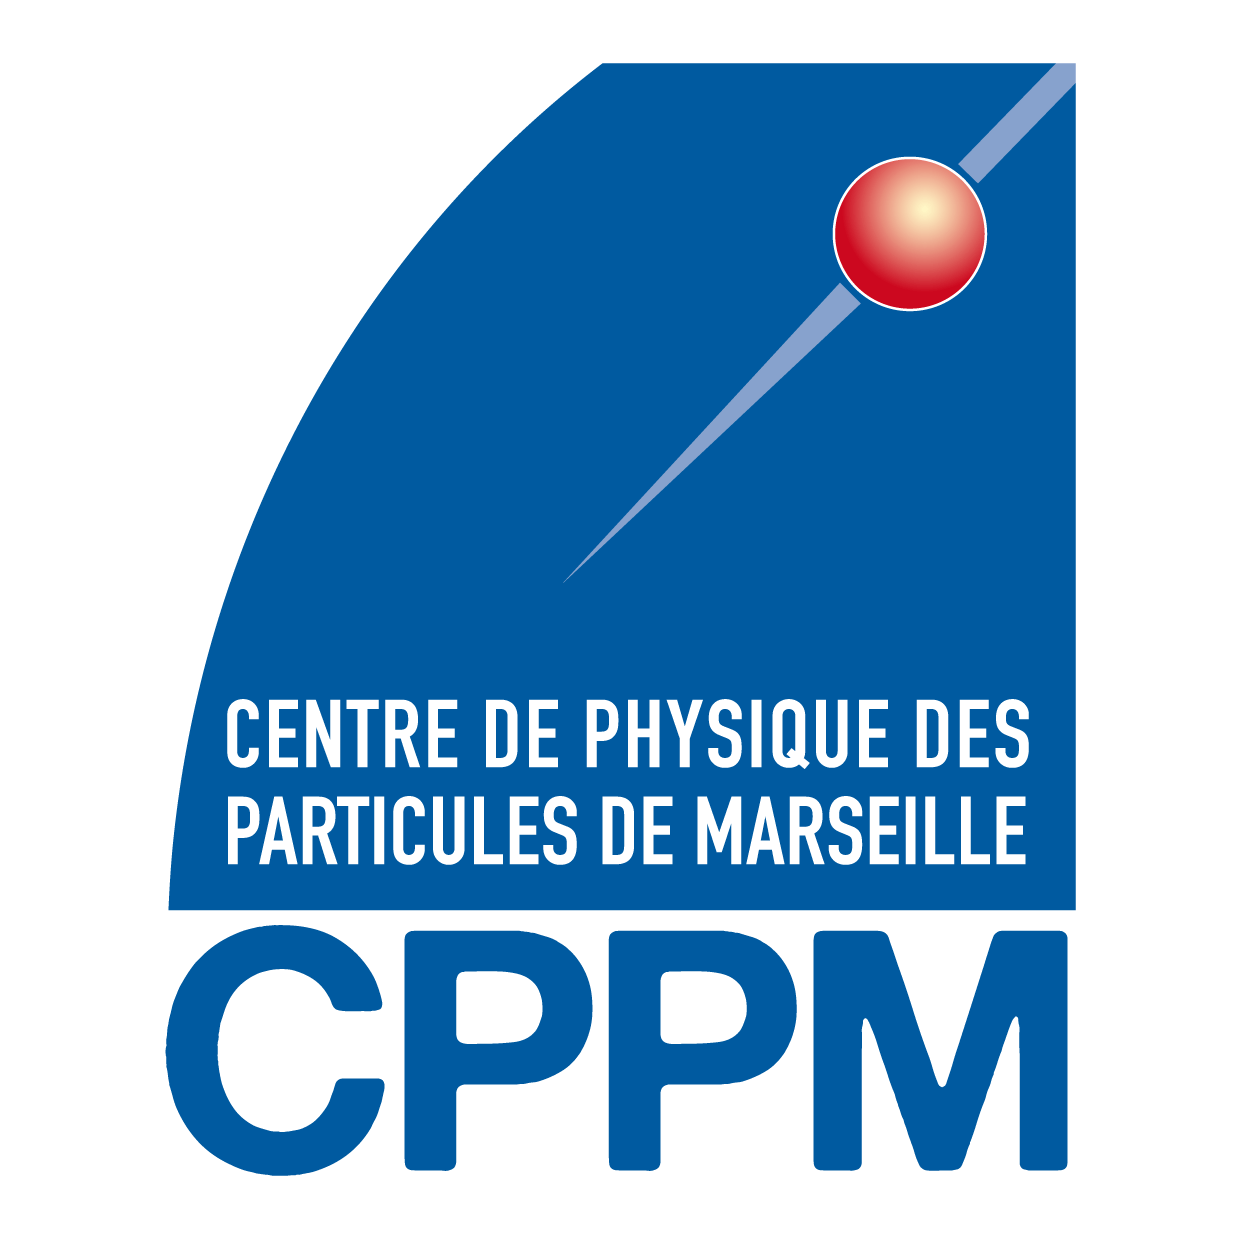 CENTRE DE PHYSIQUE DES
PARTICULES DE MARSEILLE
CPPM